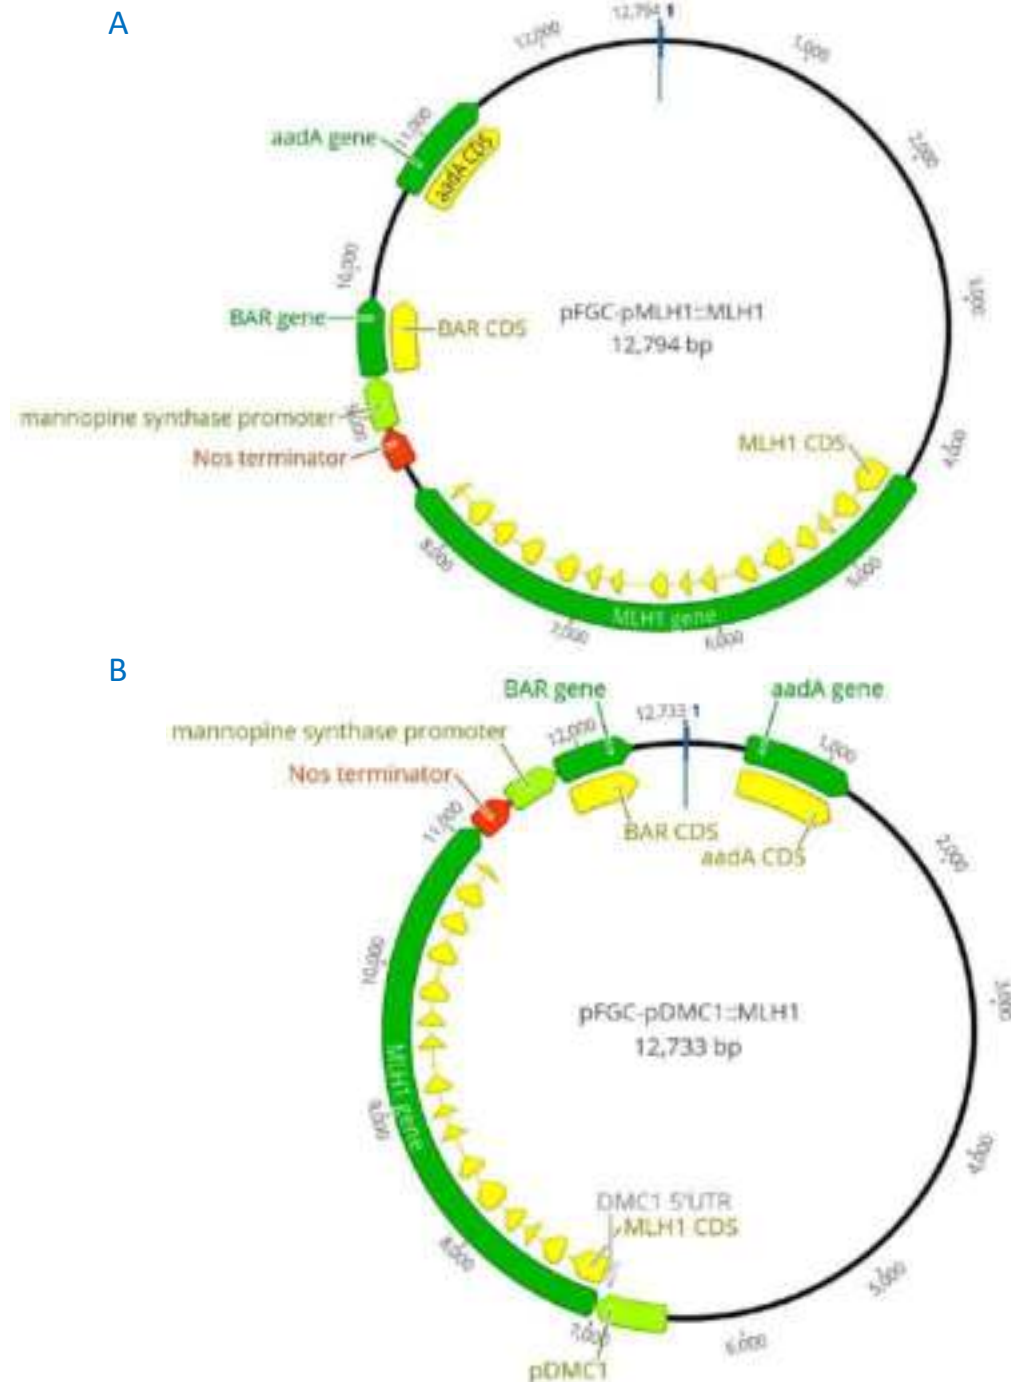 A
12,794 1
1,000
2,000
3,000
4,000
5,000
6,000
7,000
8,000
9,000
10,000
11,000
12,000
aadA gene
aadA CDS
BAR gene
BAR CDS
mannopine synthase promoter
Nos terminator
pFGC-pMLH1::MLH1
12,794 bp
MLH1 CDS
MLH1 gene
B
BAR gene
aadA gene
12,733 1
1,000
2,000
3,000
4,000
5,000
6,000
7,000
8,000
9,000
10,000
11,000
12,000
mannopine synthase promoter
Nos terminator
BAR CDS
aadA CDS
pFGC-pDMC1::MLH1
12,733 bp
MLH1 gene
DMC1 5'UTR
MLH1 CDS
pDMC1